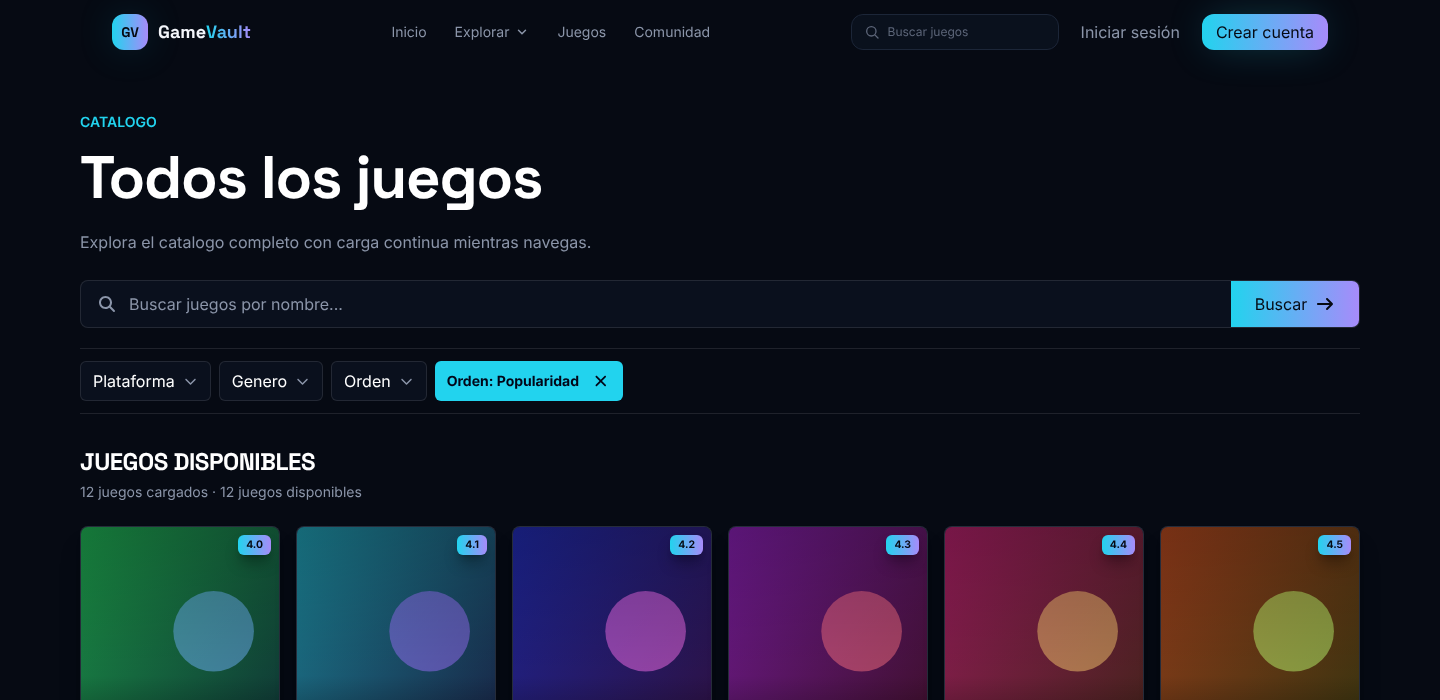 GV GameVault Inicio Explorar Juegos Comunidad Buscar juegos Iniciar sesión Crear cuenta
CATALOGO
Todos los juegos
Explora el catalogo completo con carga continua mientras navegas.
Buscar juegos por nombre... Buscar
Plataforma Genero Orden Orden: Popularidad
JUEGOS DISPONIBLES
12 juegos cargados · 12 juegos disponibles
4.0 4.1 4.2 4.3 4.4 4.5